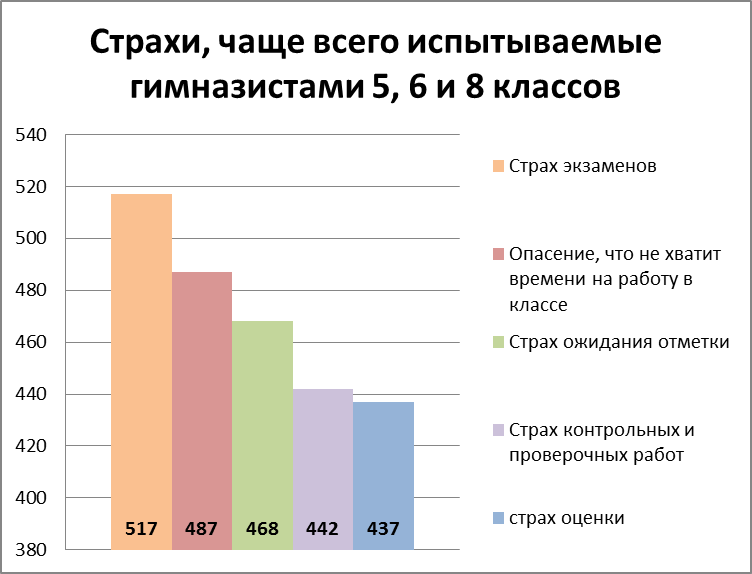 Страхи, чаще всего испытываемые
гимназистами 5, 6 и 8 классов
540
520
500
480
460
440
420
400
380
517
487
468
442
437
Страх экзаменов
Опасение, что не хватит
времени на работу в
классе
Страх ожидания отметки
Страх контрольных и
проверочных работ
страх оценки